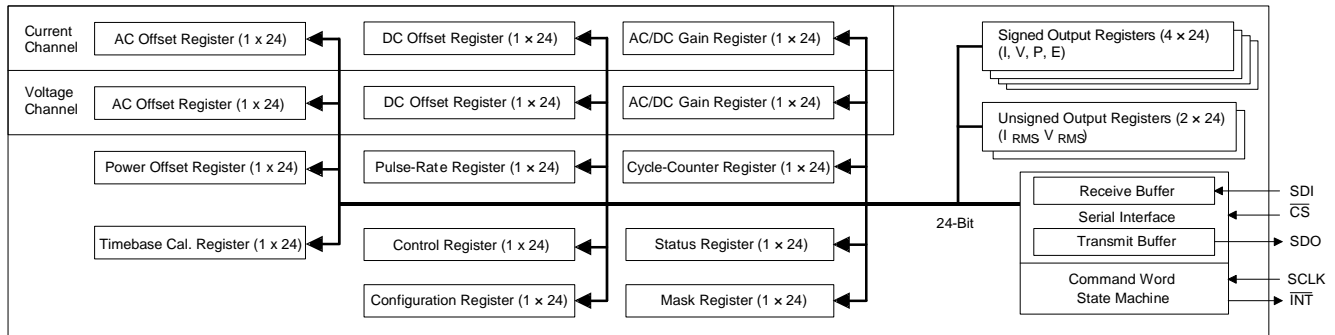 Current
Channel
AC Offset Register (1 x 24)
DC Offset Register (1 × 24)
AC/DC Gain Register (1 × 24)
Signed Output Registers (4 × 24)
(I, V, P, E)
Voltage
Channel
AC Offset Register (1 × 24)
DC Offset Register (1 × 24)
AC/DC Gain Register (1 × 24)
Unsigned Output Registers (2 × 24)
(I RMS V RMS)
Power Offset Register (1 × 24)
Pulse-Rate Register (1 × 24)
Cycle-Counter Register (1 × 24)
Receive Buffer
SDI
Serial Interface
CS
24-Bit
Timebase Cal. Register (1 × 24)
Control Register (1 x 24)
Status Register (1 × 24)
Transmit Buffer
SDO
Configuration Register (1 × 24)
Mask Register (1 × 24)
Command Word
State Machine
SCLK
INT